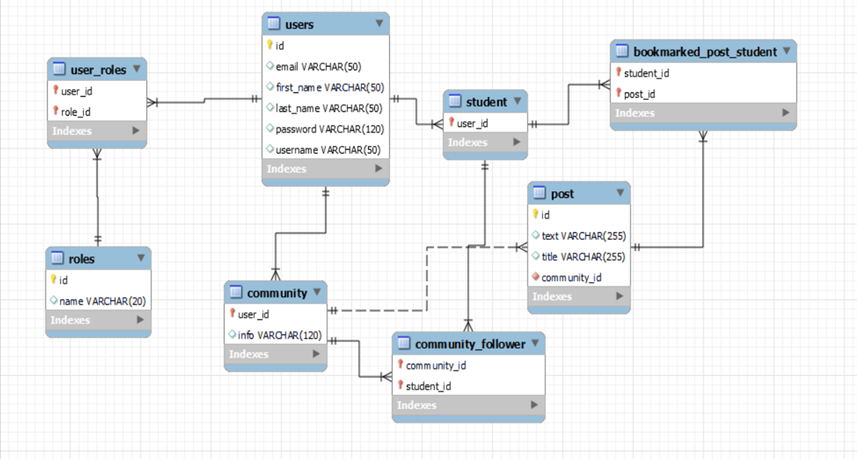 users
id
email VARCHAR(50)
first_name VARCHAR(50)
last_name VARCHAR(50)
password VARCHAR(120)
username VARCHAR(50)
Indexes
user_roles
user_id
role_id
Indexes
bookmarked_post_student
student_id
post_id
Indexes
student
user_id
Indexes
post
id
text VARCHAR(255)
title VARCHAR(255)
community_id
Indexes
roles
id
name VARCHAR(20)
Indexes
community
user_id
info VARCHAR(120)
Indexes
community_follower
community_id
student_id
Indexes